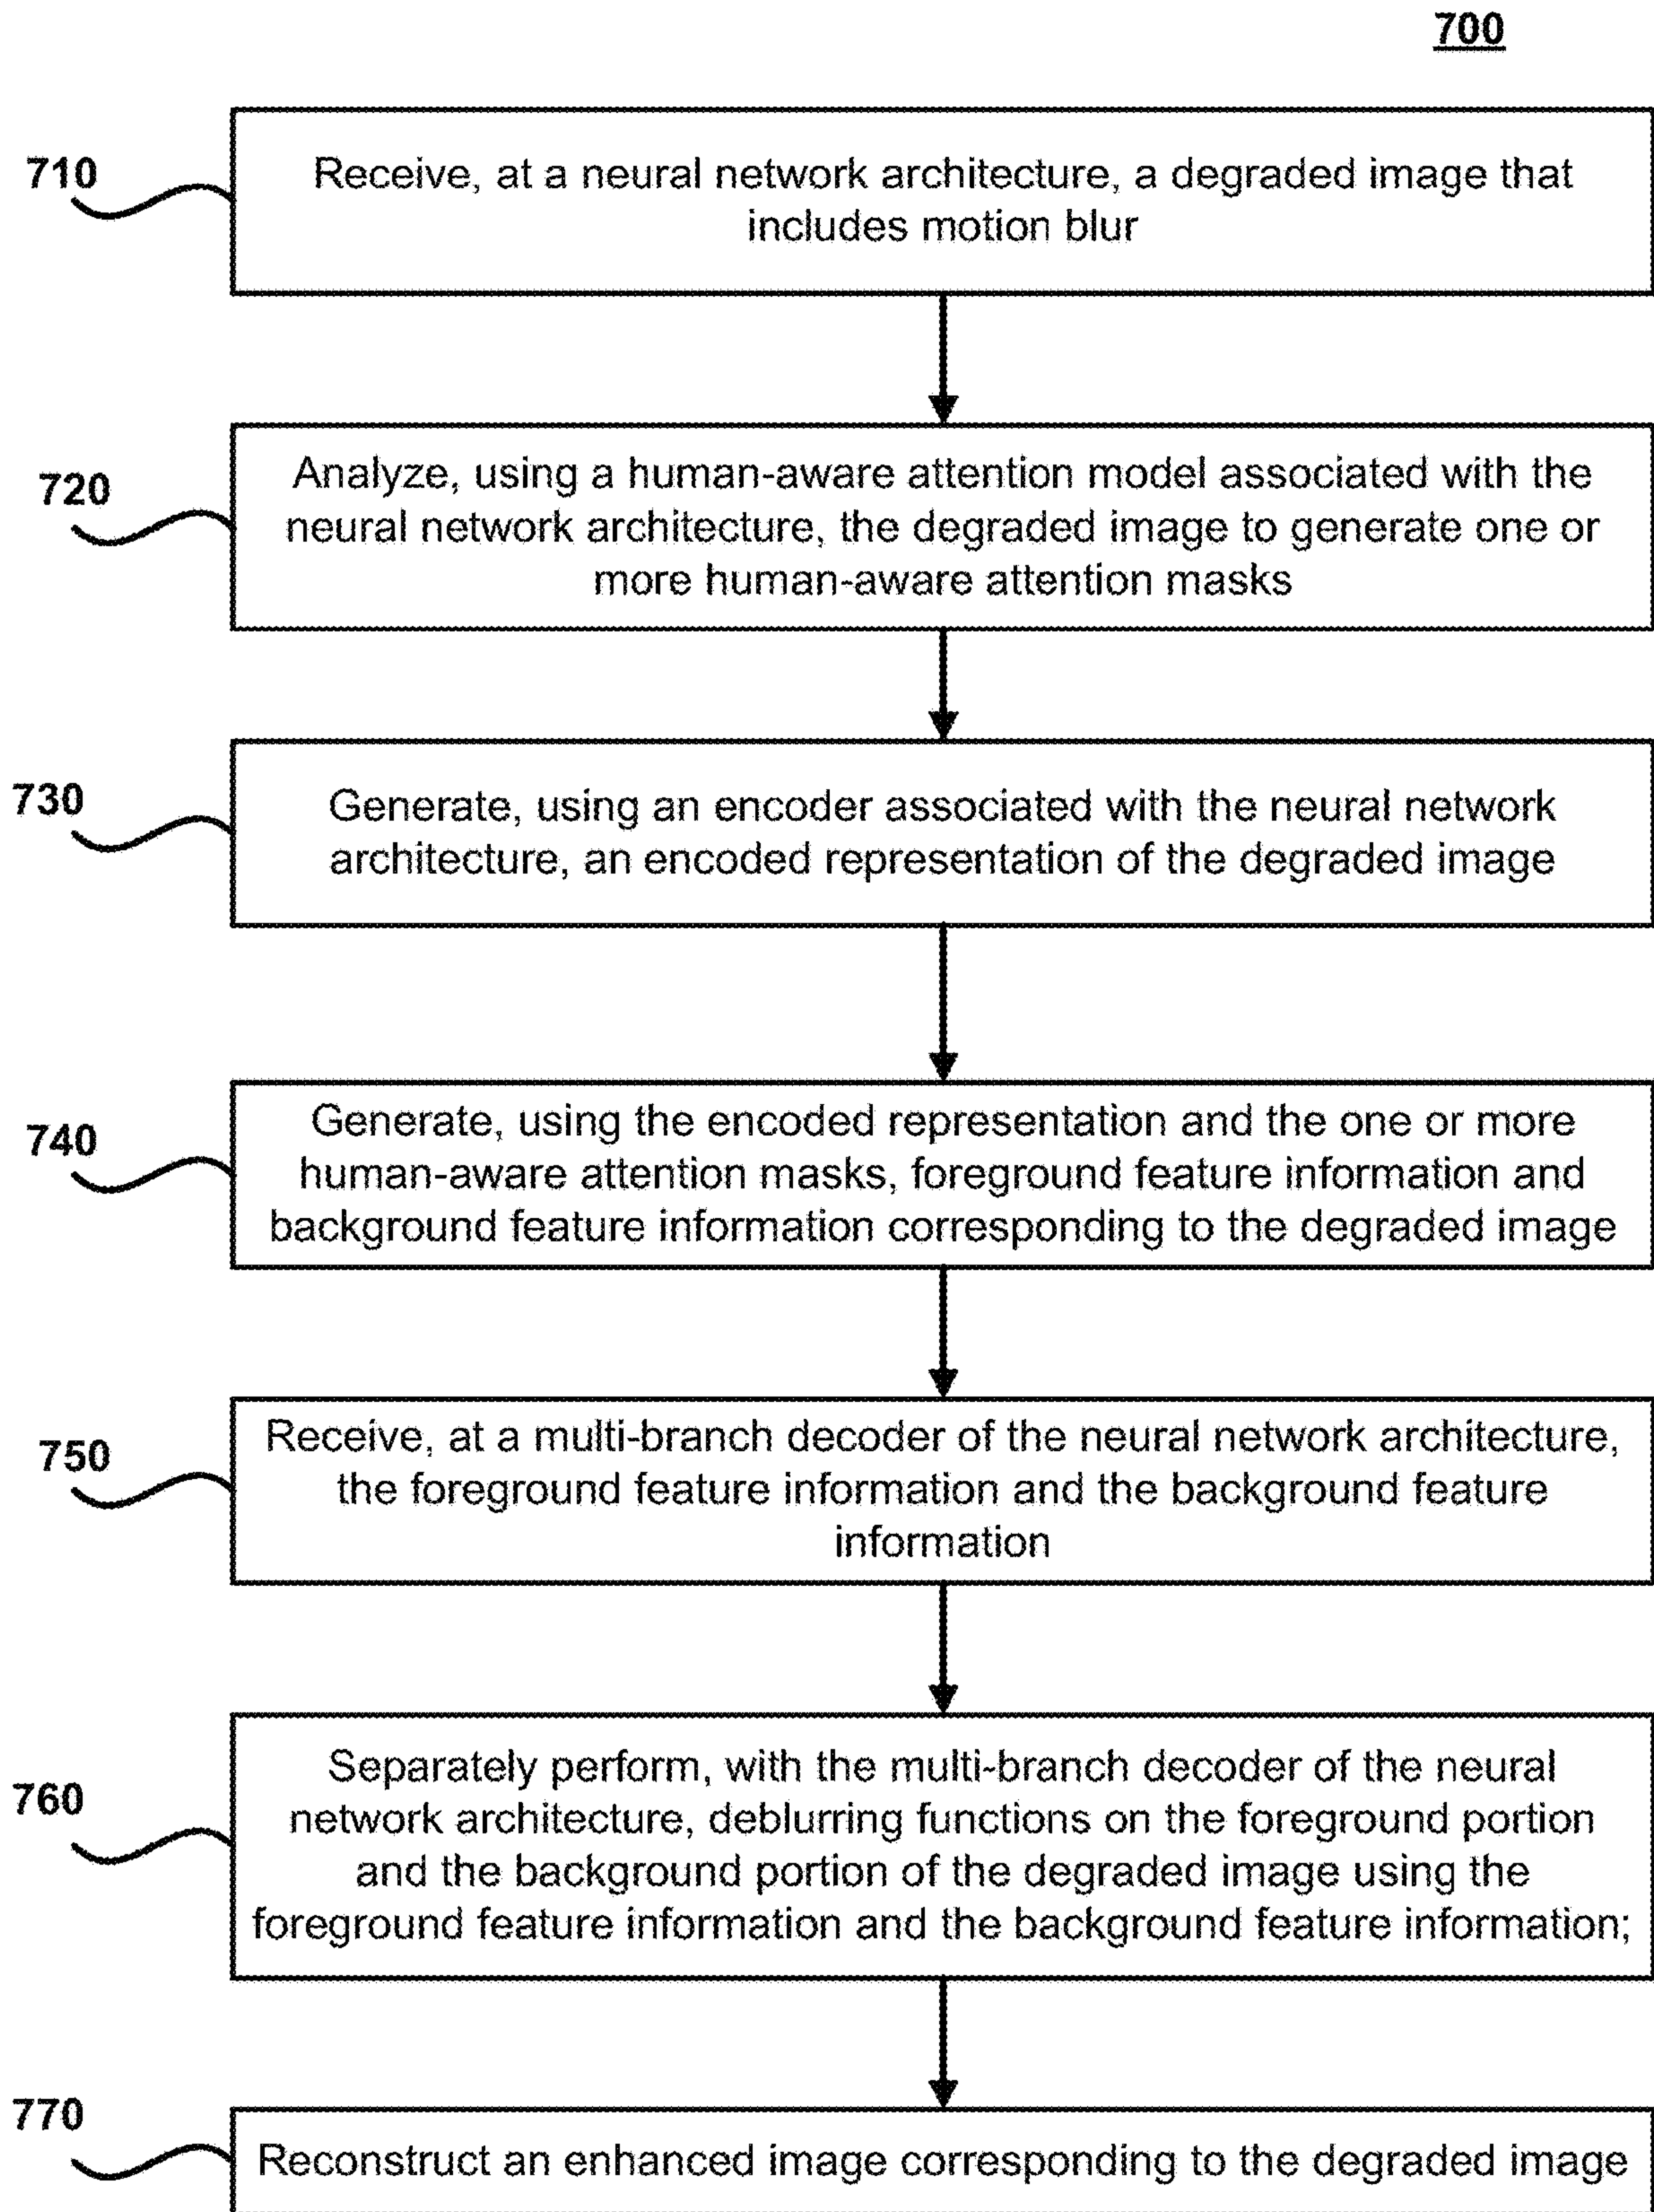 700
710
Receive, at a neural network architecture, a degraded image that
includes motion blur
720
Analyze, using a human-aware attention model associated with the
neural network architecture, the degraded image to generate one or
more human-aware attention masks
730
Generate, using an encoder associated with the neural network
architecture, an encoded representation of the degraded image
740
Generate, using the encoded representation and the one or more
human-aware attention masks, foreground feature information and
background feature information corresponding to the degraded image
750
Receive, at a multi-branch decoder of the neural network architecture,
the foreground feature information and the background feature
information
760
Separately perform, with the multi-branch decoder of the neural
network architecture, deblurring functions on the foreground portion
and the background portion of the degraded image using the
foreground feature information and the background feature information;
770
Reconstruct an enhanced image corresponding to the degraded image